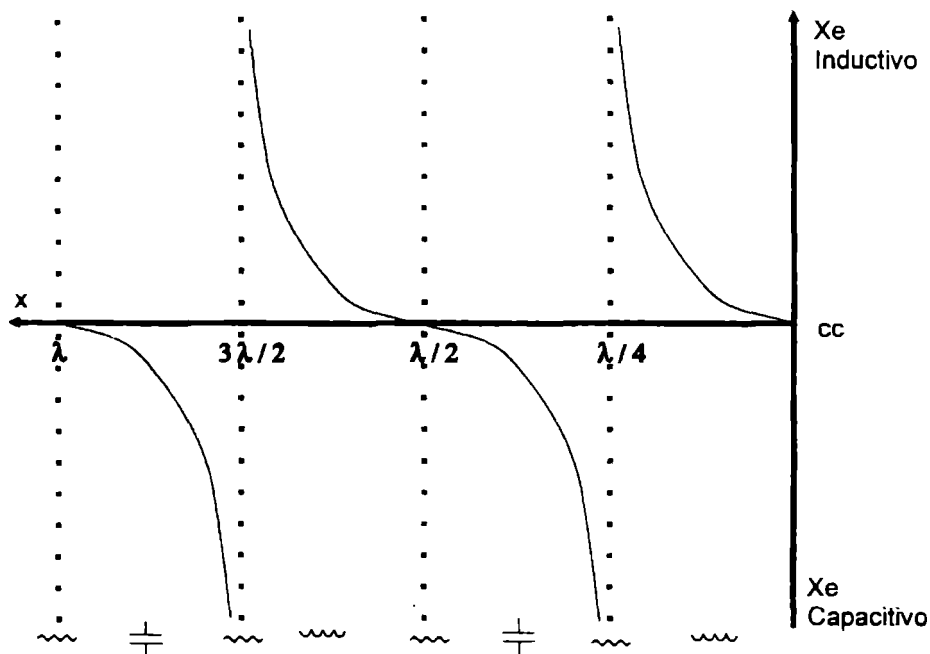 Xe
Inductivo
x
cc
λ
3λ/2
λ/2
λ/4
Xe
Capacitivo